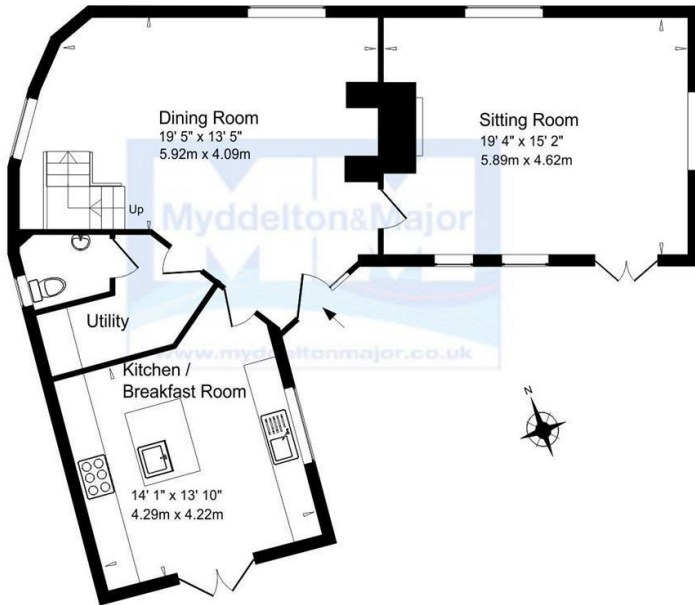 Dining Room
19' 5" x 13' 5"
5.92m x 4.09m
Sitting Room
19' 4" x 15' 2"
5.89m x 4.62m
Up
Myddelton&Major
Utility
www.myddeltonmajor.co.uk
Kitchen /
Breakfast Room
14' 1" x 13' 10"
4.29m x 4.22m
N